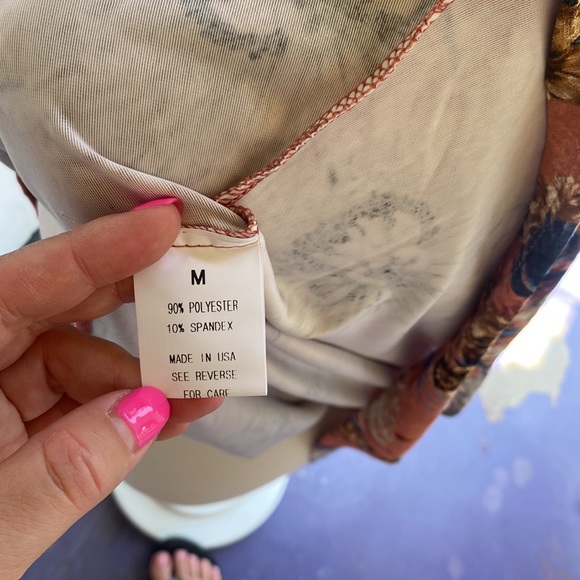 M
90% POLYESTER
10% SPANDEX
MADE IN USA
SEE REVERSE
FOR CARE